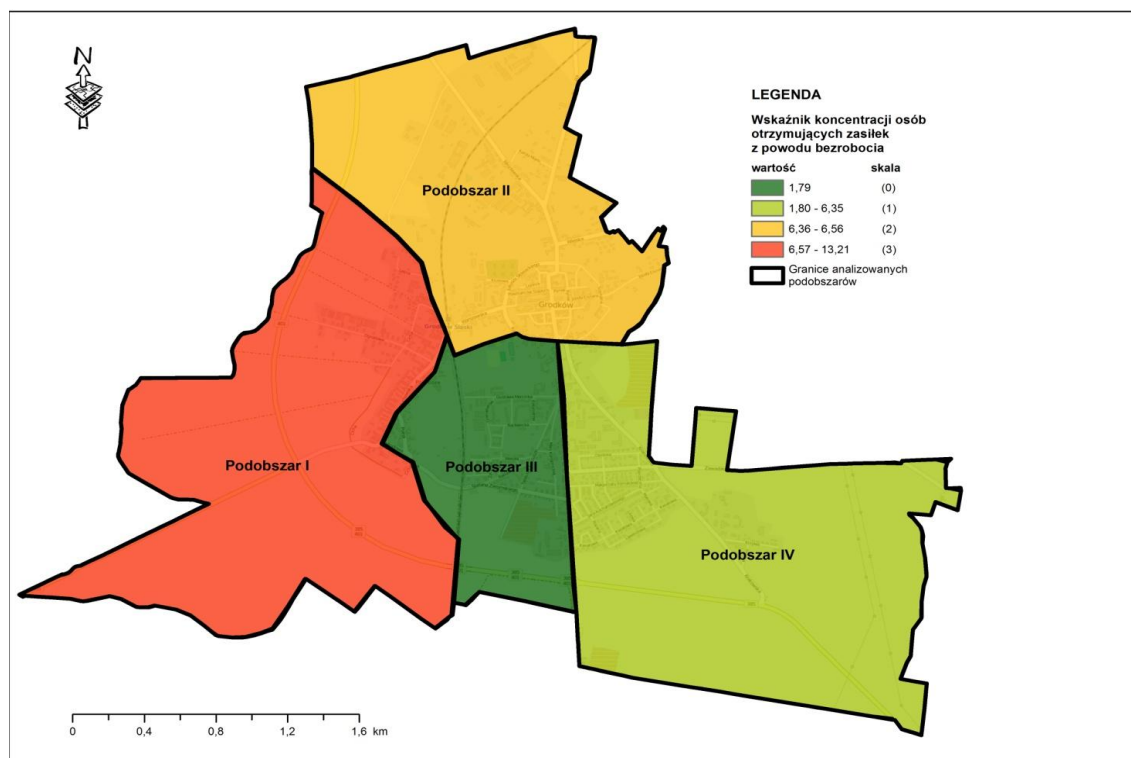 N
LEGENDA
Wskaźnik koncentracji osób
otrzymujących zasiłek
z powodu bezrobocia
wartość skala
1,79 (0)
1,80 - 6,35 (1)
6,36 - 6,56 (2)
6,57 - 13,21 (3)
Granice analizowanych
podobszarów
Podobszar II
Grodków
Podobszar I
Podobszar III
Podobszar IV
0 0,4 0,8 1,2 1,6 km